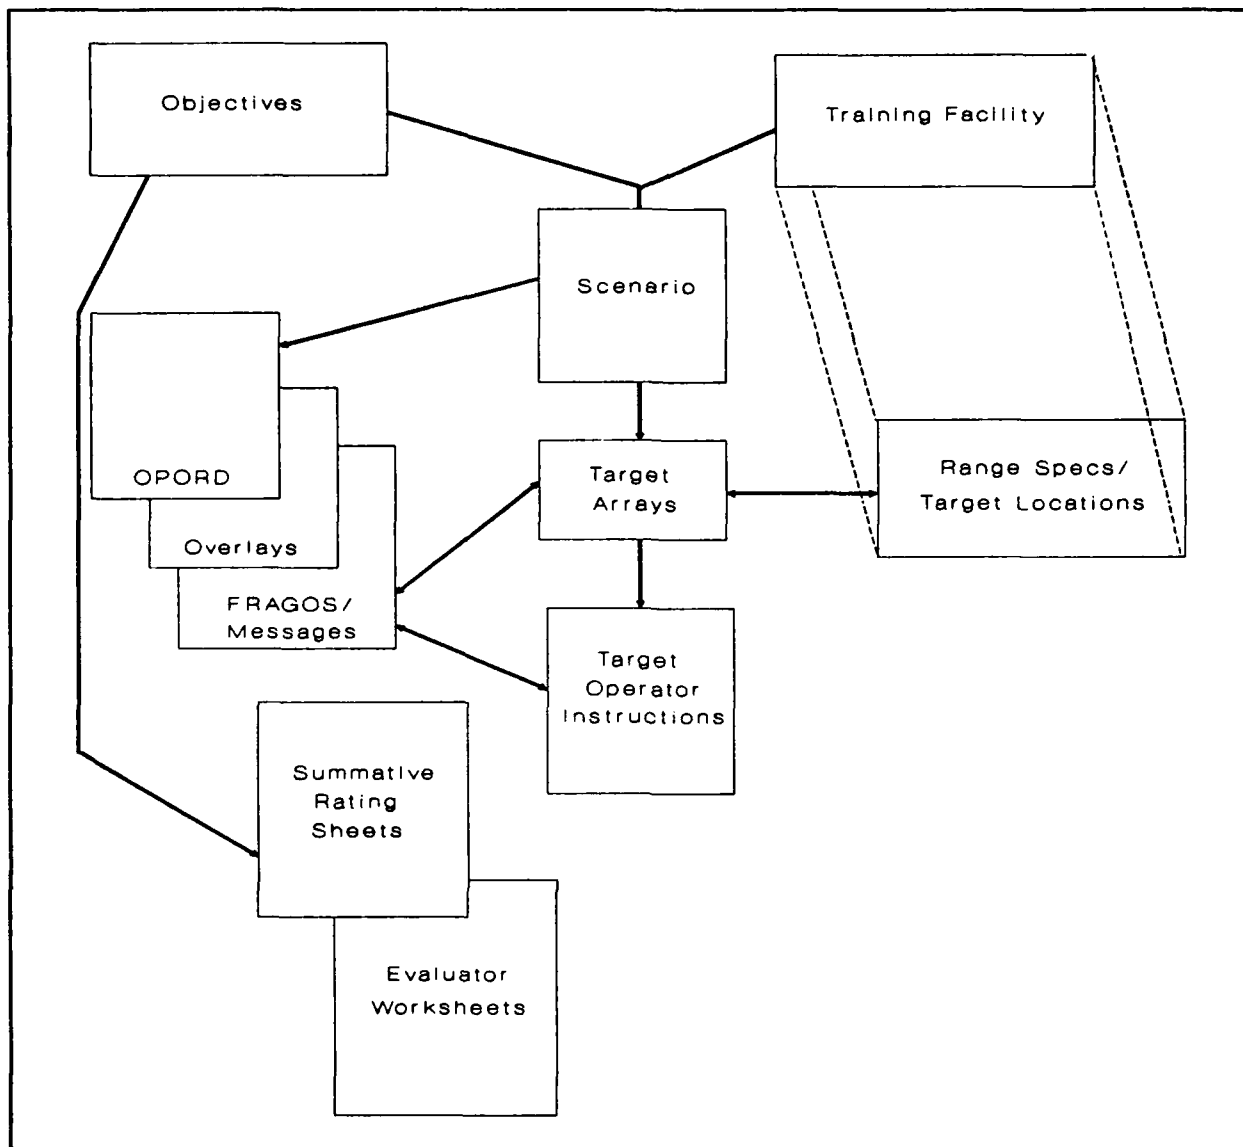 Objectives
Training Facility
Scenario
OPORD
Overlays
FRAGOS/
Messages
Target
Arrays
Range Specs/
Target Locations
Target
Operator
Instructions
Summative
Rating
Sheets
Evaluator
Worksheets